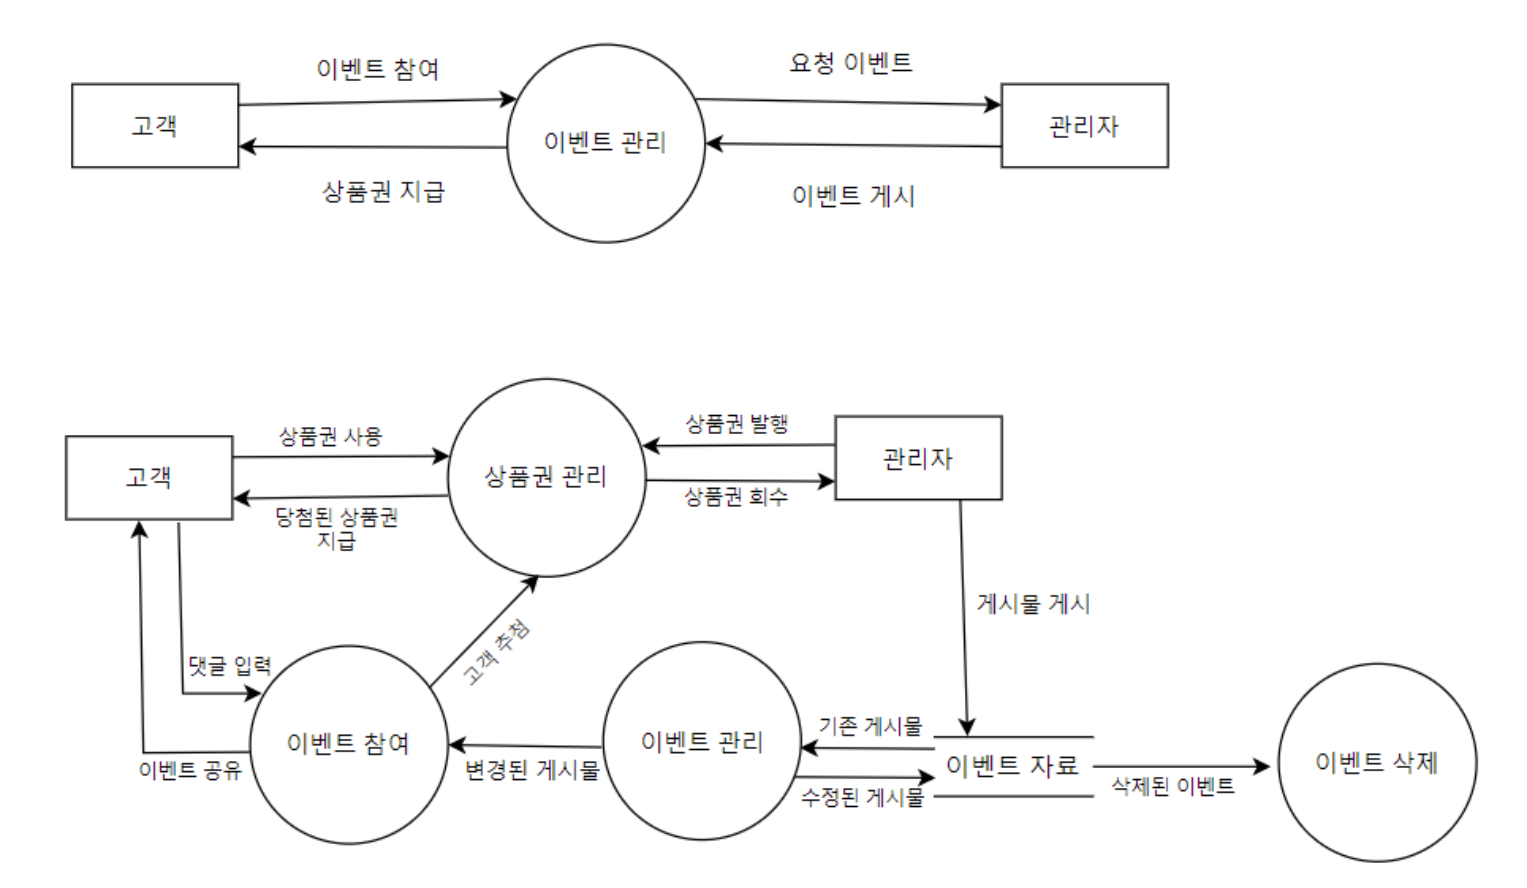 이벤트 참여
요청 이벤트
고객
이벤트 관리
관리자
상품권 지급
이벤트 게시
상품권 사용
상품권 발행
고객
상품권 관리
관리자
당첨된 상품권
지급
상품권 회수
게시물 게시
고객 추첨
댓글 입력
이벤트 참여
이벤트 관리
기존 게시물
이벤트 자료
이벤트 삭제
이벤트 공유
변경된 게시물
수정된 게시물
삭제된 이벤트